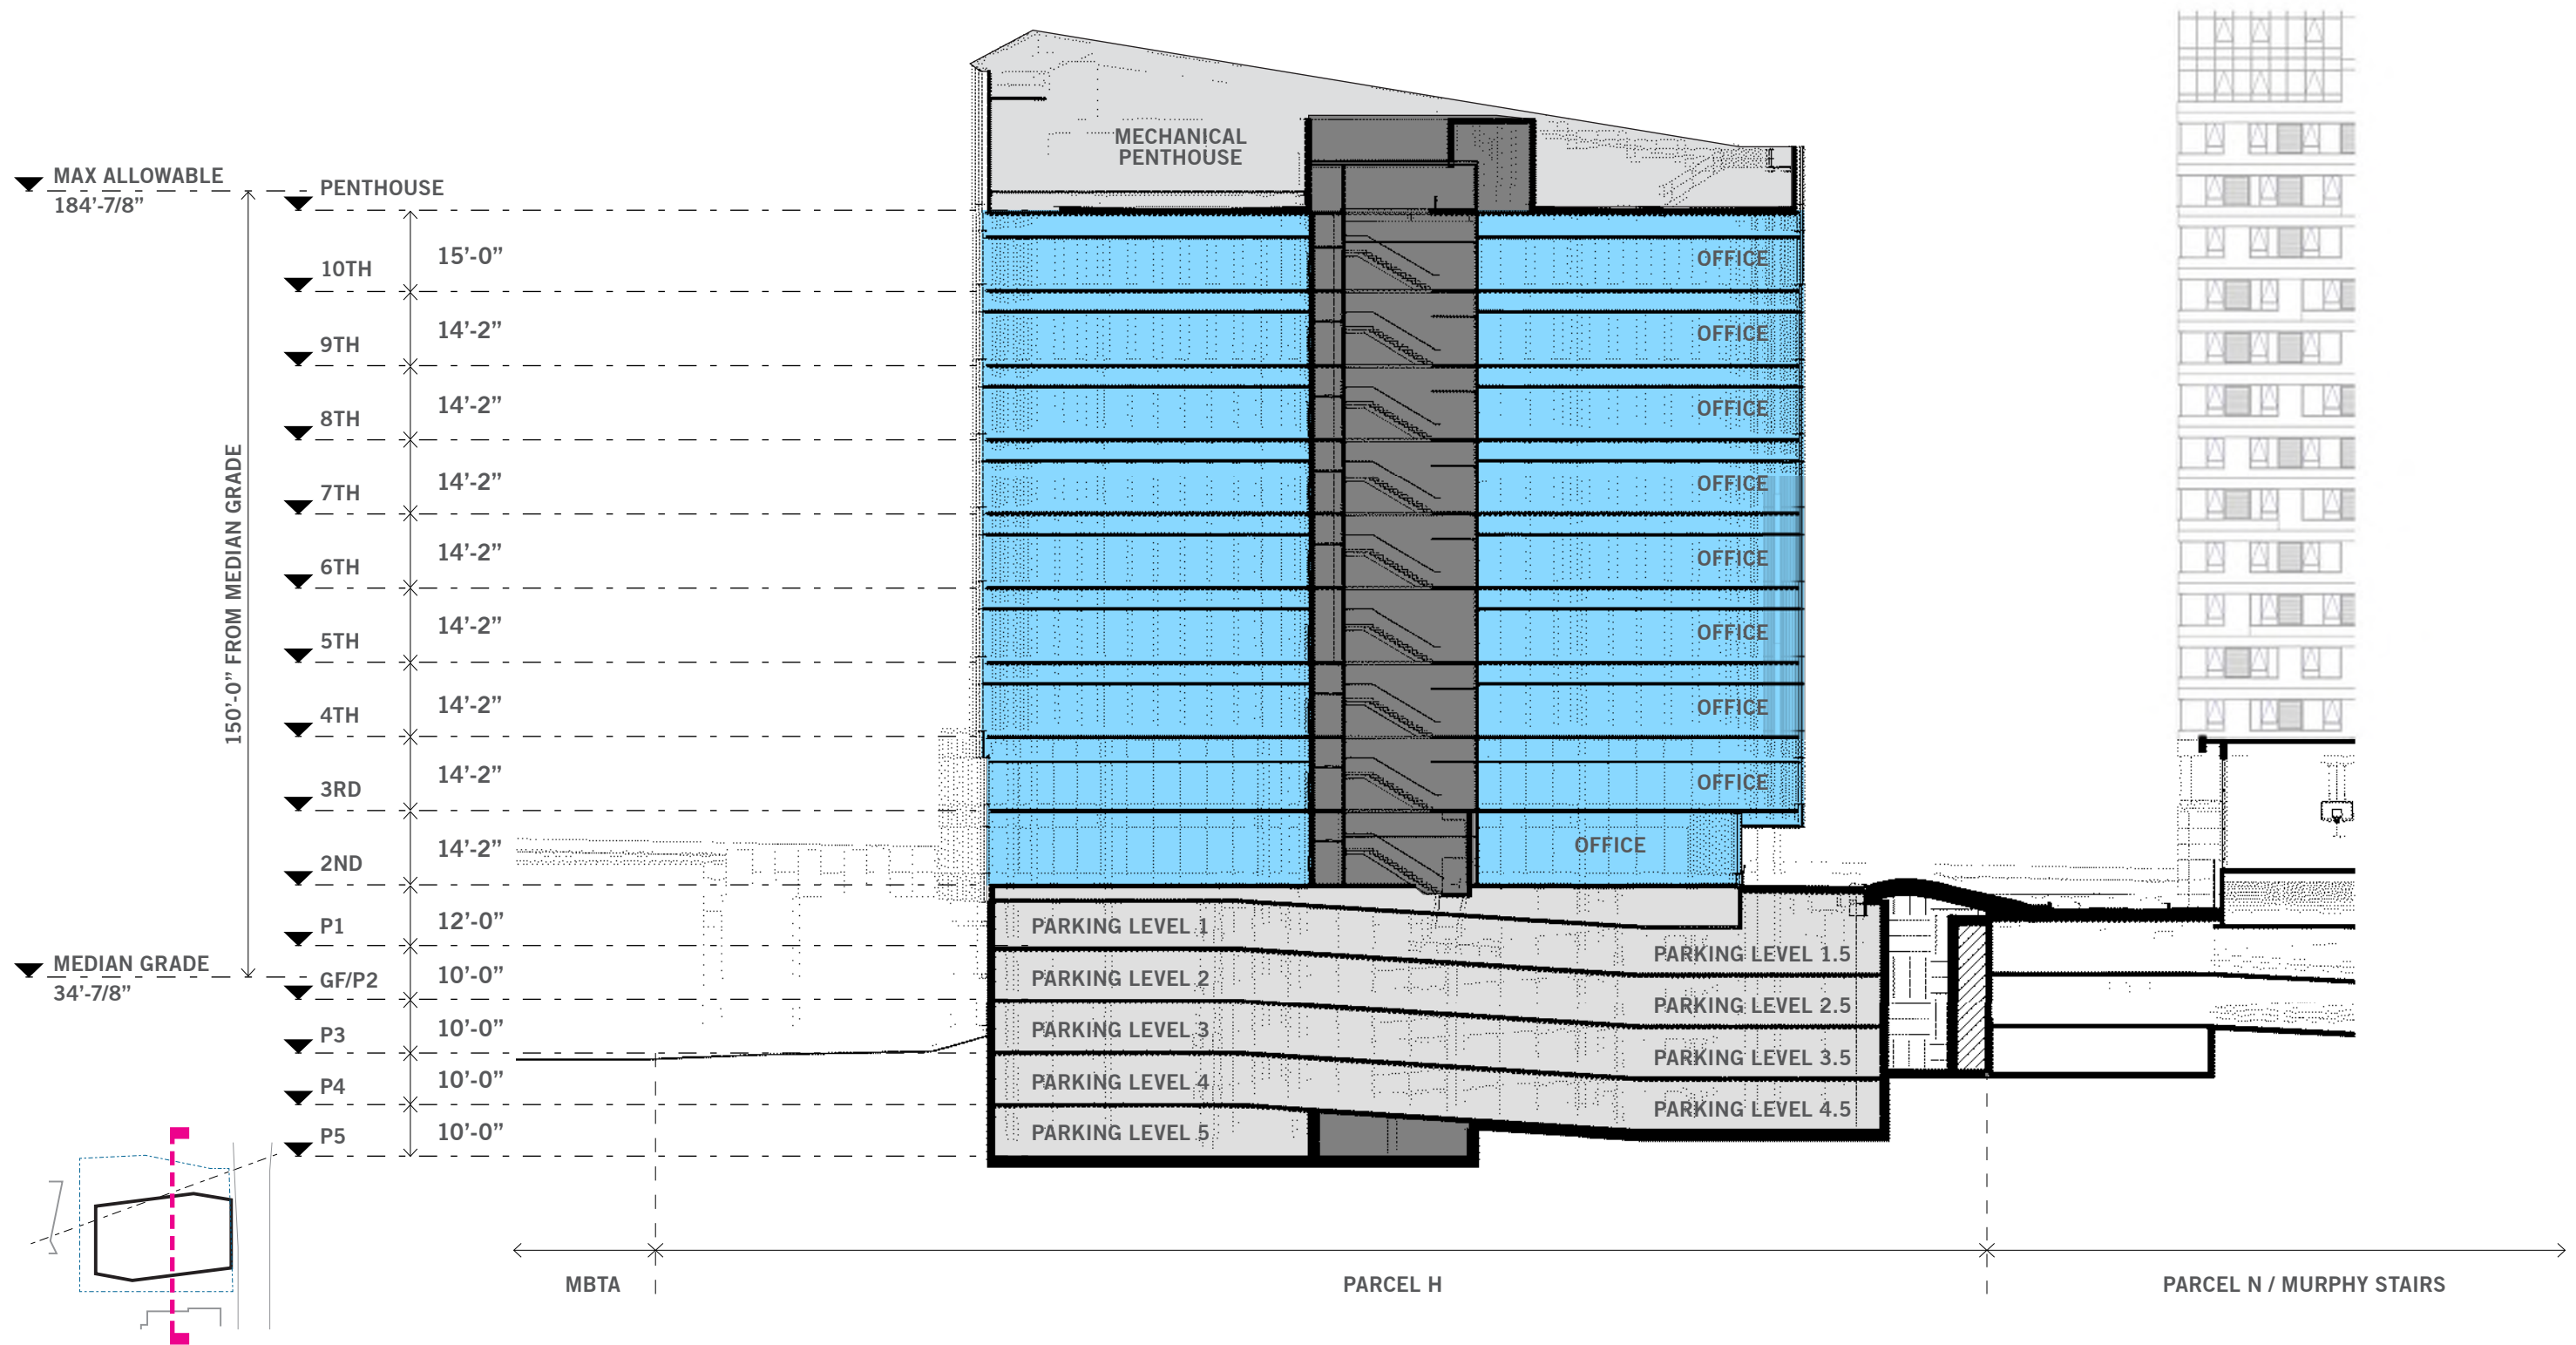 MAX ALLOWABLE
184’-7/8”
PENTHOUSE
15’-0”
10TH
14’-2”
9TH
14’-2”
8TH
14’-2”
7TH
14’-2”
6TH
14’-2”
5TH
14’-2”
4TH
14’-2”
3RD
14’-2”
2ND
12’-0”
P1
10’-0”
MEDIAN GRADE
34’-7/8”
GF/P2
10’-0”
P3
10’-0”
P4
10’-0”
P5
150’-0” FROM MEDIAN GRADE
MECHANICAL
PENTHOUSE
OFFICE
OFFICE
OFFICE
OFFICE
OFFICE
OFFICE
OFFICE
OFFICE
OFFICE
PARKING LEVEL 1
PARKING LEVEL 1.5
PARKING LEVEL 2
PARKING LEVEL 2.5
PARKING LEVEL 3
PARKING LEVEL 3.5
PARKING LEVEL 4
PARKING LEVEL 4.5
PARKING LEVEL 5
MBTA
PARCEL H
PARCEL N / MURPHY STAIRS